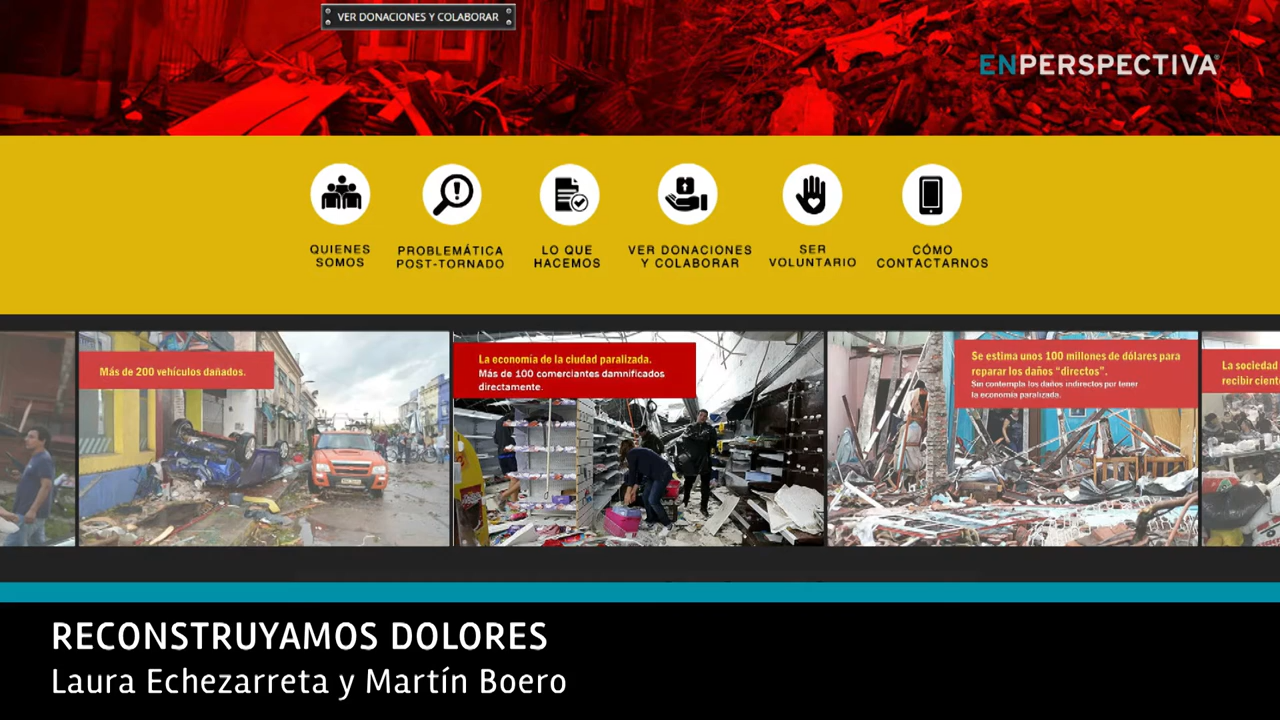 VER DONACIONES Y COLABORAR
ENPERSPECTIVA
QUIENES
SOMOS
PROBLEMÁTICA
POST-TORNADO
LO QUE
HACEMOS
VER DONACIONES
Y COLABORAR
SER
VOLUNTARIO
CÓMO
CONTACTARNOS
Más de 200 vehículos dañados.
La economía de la ciudad paralizada.
Más de 100 comerciantes damnificados
directamente.
Se estima unos 100 millones de dólares para
reparar los daños “directos”.
Sin contempla los daños indirectos por tener
la economía paralizada.
La sociedad
recibir
RECONSTRUYAMOS DOLORES
Laura Echezarreta y Martín Boero